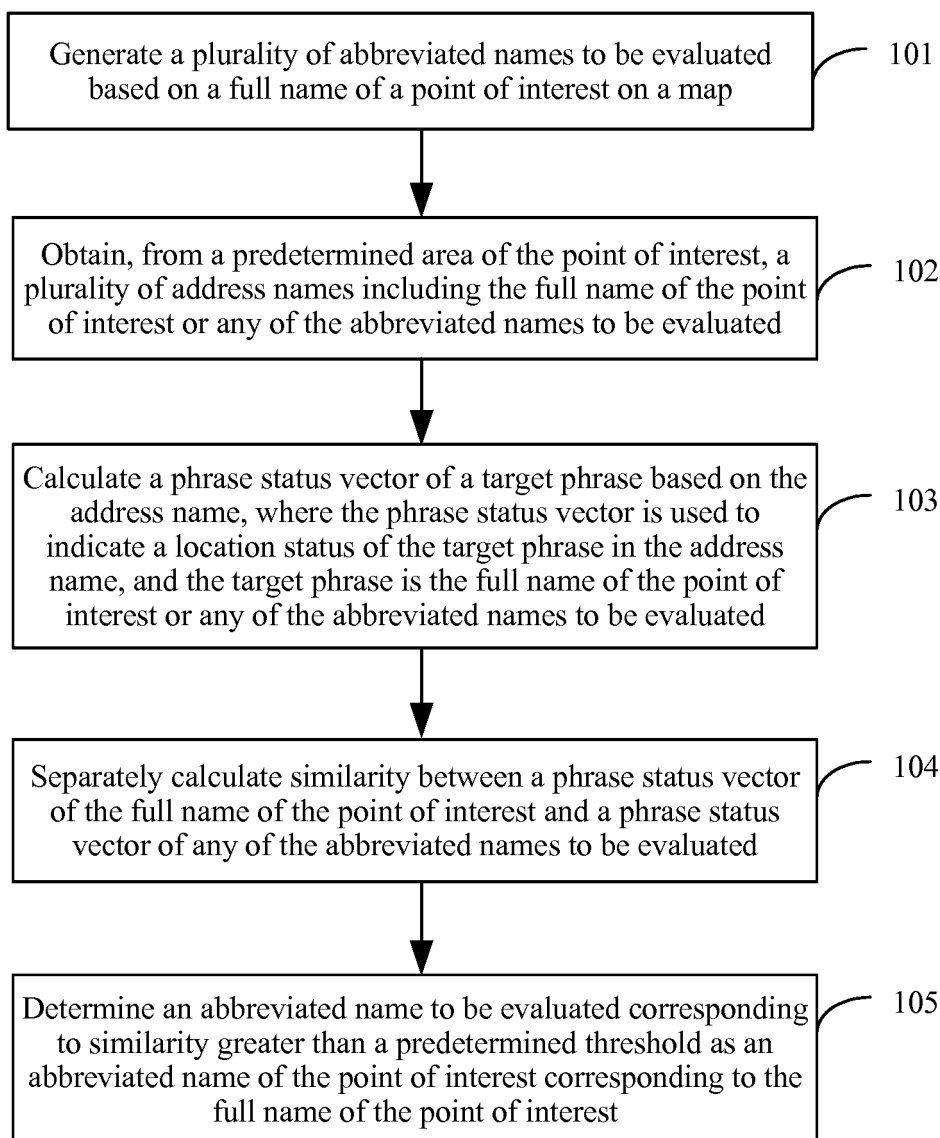 Generate a plurality of abbreviated names to be evaluated
based on a full name of a point of interest on a map
101
Obtain, from a predetermined area of the point of interest, a
plurality of address names including the full name of the point
of interest or any of the abbreviated names to be evaluated
102
Calculate a phrase status vector of a target phrase based on the
address name, where the phrase status vector is used to
indicate a location status of the target phrase in the address
name, and the target phrase is the full name of the point of
interest or any of the abbreviated names to be evaluated
103
Separately calculate similarity between a phrase status vector
of the full name of the point of interest and a phrase status
vector of any of the abbreviated names to be evaluated
104
Determine an abbreviated name to be evaluated corresponding
to similarity greater than a predetermined threshold as an
abbreviated name of the point of interest corresponding to the
full name of the point of interest
105